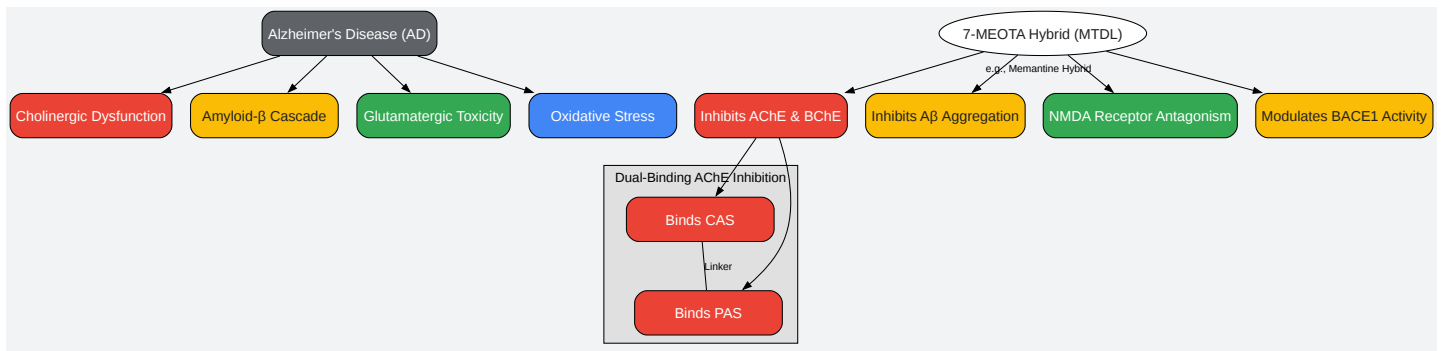 Alzheimer's Disease (AD)
7-MEOTA Hybrid (MTDL)
e.g., Memantine Hybrid
Cholinergic Dysfunction
Amyloid-β Cascade
Glutamatergic Toxicity
Oxidative Stress
Inhibits AChE & BChE
Inhibits Aβ Aggregation
NMDA Receptor Antagonism
Modulates BACE1 Activity
Dual-Binding AChE Inhibition
Binds CAS
Linker
Binds PAS